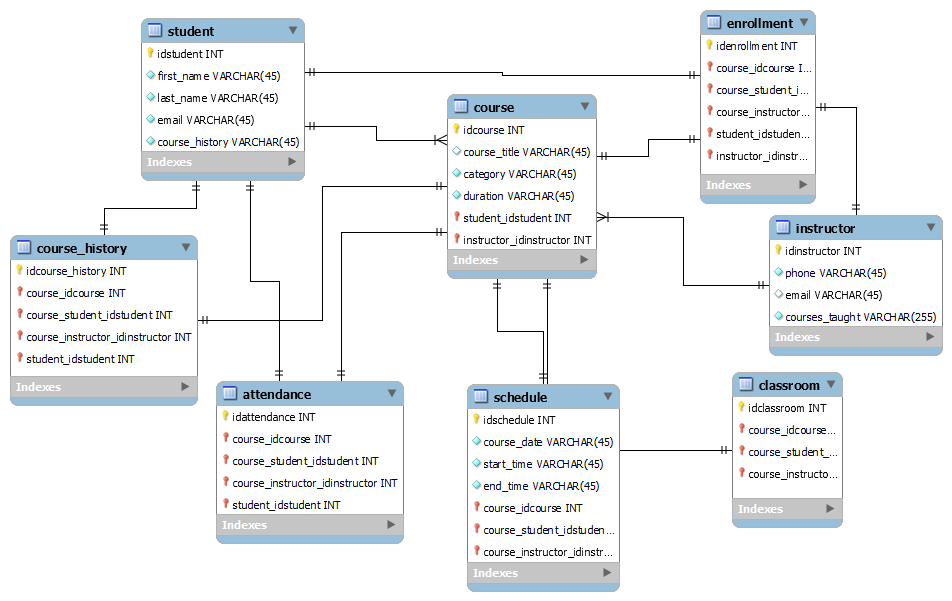 student
idstudent INT
first_name VARCHAR(45)
last_name VARCHAR(45)
email VARCHAR(45)
course_history VARCHAR(45)
Indexes
enrollment
idenrollment INT
course_idcourse I...
course_student_i...
course_instructor...
student_idstuden...
instructor_idinstr...
Indexes
course
idcourse INT
course_title VARCHAR(45)
category VARCHAR(45)
duration VARCHAR(45)
student_idstudent INT
instructor_idinstructor INT
Indexes
course_history
idcourse_history INT
course_idcourse INT
course_student_idstudent INT
course_instructor_idinstructor INT
student_idstudent INT
Indexes
instructor
idinstructor INT
phone VARCHAR(45)
email VARCHAR(45)
courses_taught VARCHAR(255)
Indexes
attendance
idattendance INT
course_idcourse INT
course_student_idstudent INT
course_instructor_idinstructor INT
student_idstudent INT
Indexes
schedule
idschedule INT
course_date VARCHAR(45)
start_time VARCHAR(45)
end_time VARCHAR(45)
course_idcourse INT
course_student_idstuden...
course_instructor_idinstr...
Indexes
classroom
idclassroom INT
course_idcourse...
course_student_...
course_instructo...
Indexes